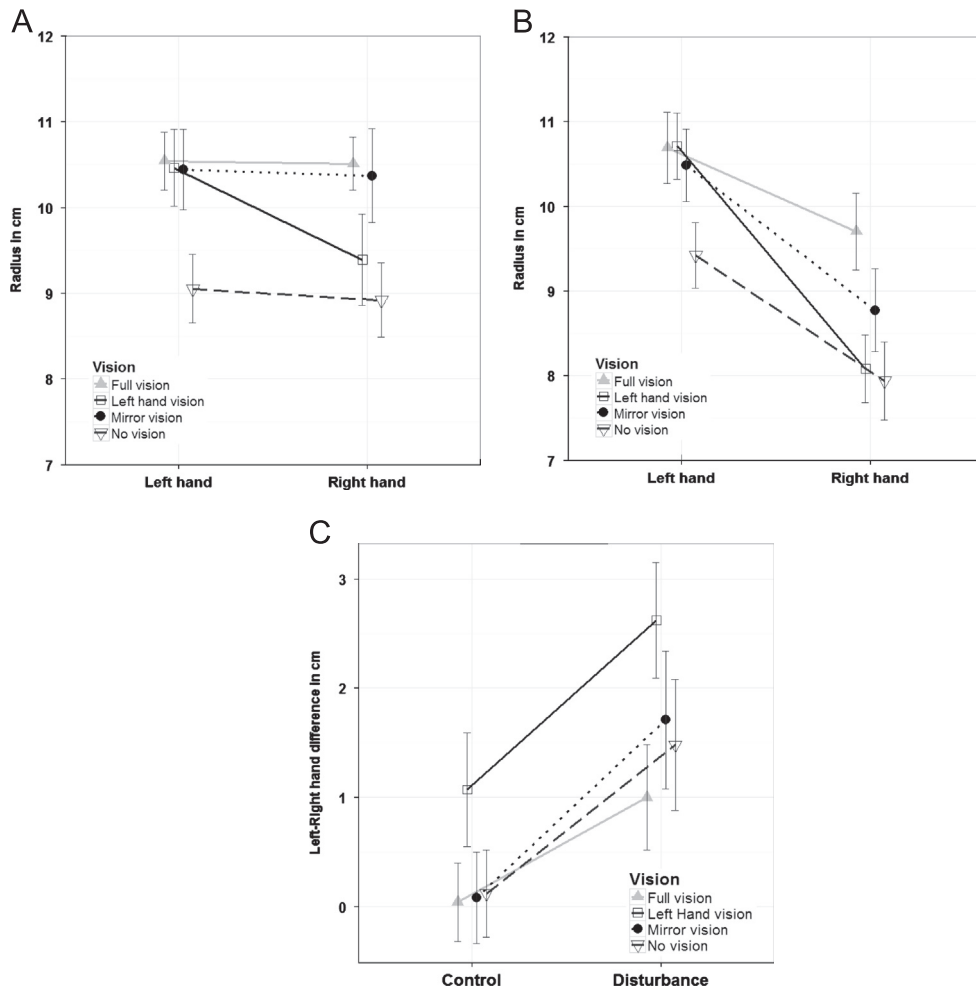 A
12
11
10
9
8
7
Radius in cm
Vision
Full vision
Left hand vision
Mirror vision
No vision
Left hand Right hand
B
12
11
10
9
8
7
Radius in cm
Vision
Full vision
Left hand vision
Mirror vision
No vision
Left hand Right hand
C
3
2
1
0
Left-Right hand difference in cm
Vision
Full vision
Left Hand vision
Mirror vision
No vision
Control Disturbance